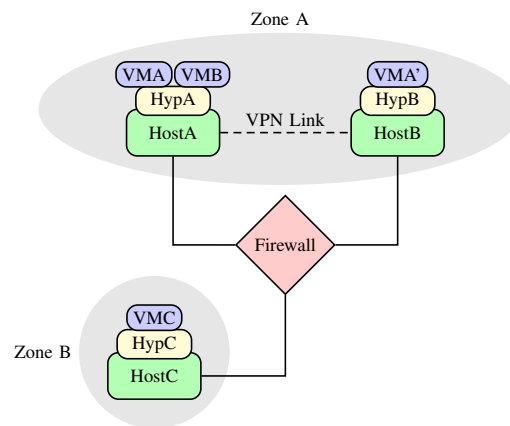 Zone A
VMA
VMB
VMA’
HypA
HypB
HostA
VPN Link
HostB
Firewall
VMC
Zone B
HypC
HostC